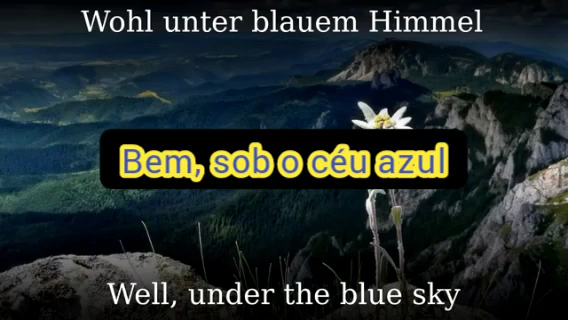 Wohl unter blauem Himmel
Bem, sob o céu azul
Well, under the blue sky